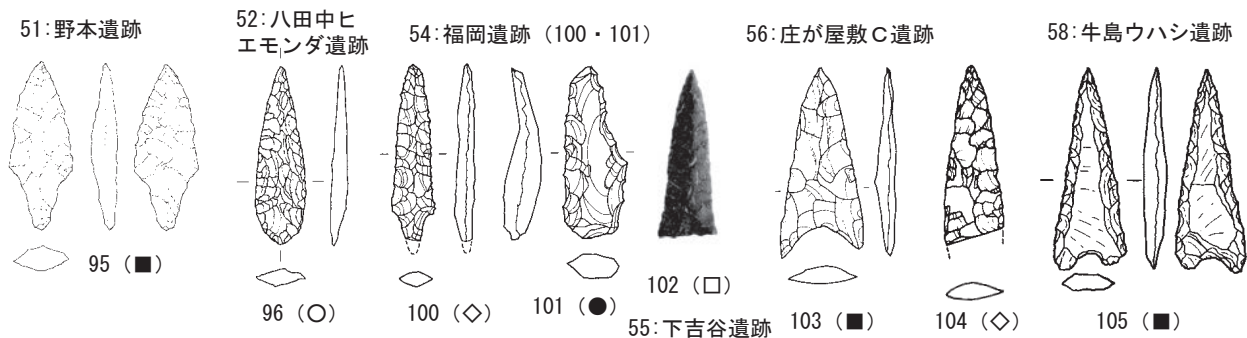 51:野本遺跡
52:八田中ヒ
エモンダ遺跡
54:福岡遺跡（100・101）
56:庄が屋敷C遺跡
58:牛島ウハシ遺跡
95（■）
96（○）
100（◇）
101（●）
102（□）
55:下吉谷遺跡
103（■）
104（◇）
105（■）